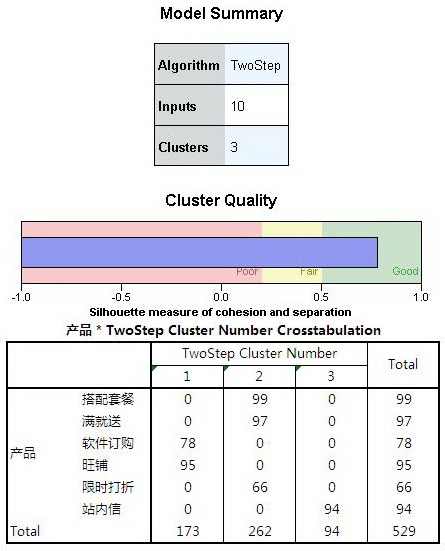 Model Summary
Algorithm TwoStep
Inputs 10
Clusters 3
Cluster Quality
Poor Fair Good
-1.0 -0.5 0.0 0.5 1.0
Silhouette measure of cohesion and separation
产品 * TwoStep Cluster Number Crosstabulation
TwoStep Cluster Number Total
1 2 3
产品 搭配套餐 0 99 0 99
满就送 0 97 0 97
软件订购 78 0 0 78
旺铺 95 0 0 95
限时打折 0 66 0 66
站内信 0 0 94 94
Total 173 262 94 529